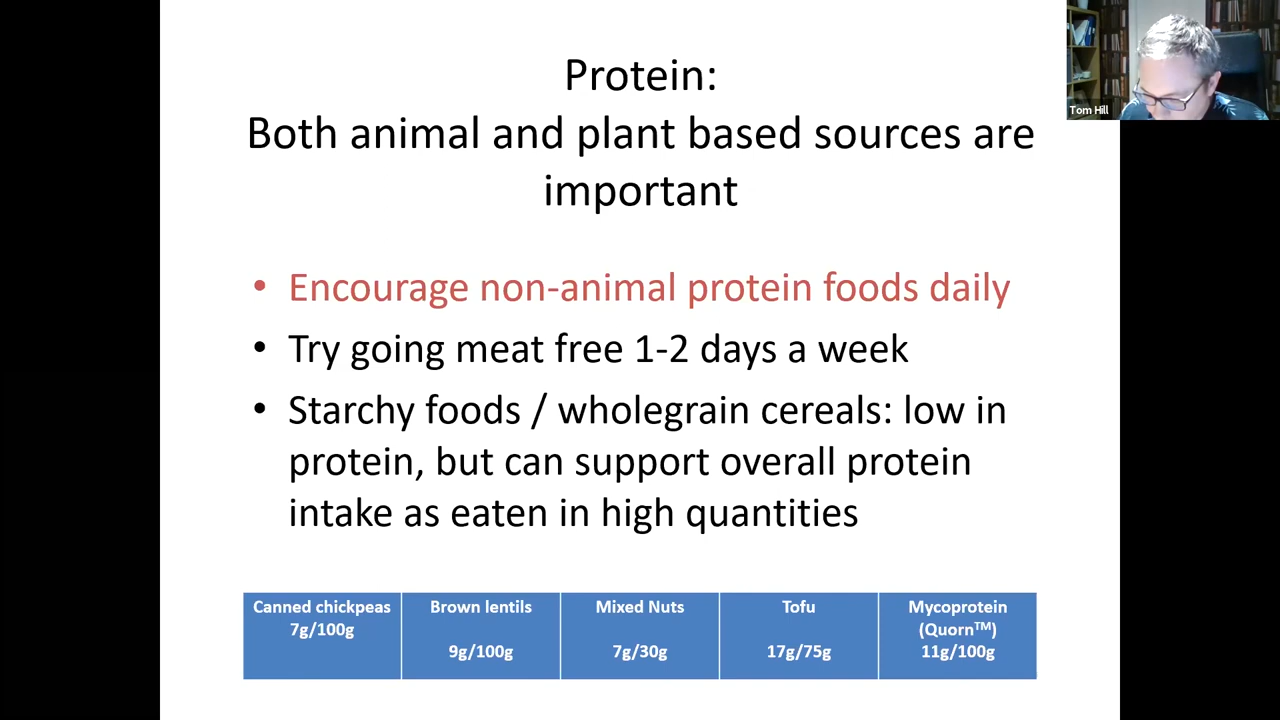 Protein:
Both animal and plant based sources are
important
• Encourage non-animal protein foods daily
• Try going meat free 1-2 days a week
• Starchy foods / wholegrain cereals: low in
protein, but can support overall protein
intake as eaten in high quantities
Canned chickpeas
7g/100g
Brown lentils
9g/100g
Mixed Nuts
7g/30g
Tofu
17g/75g
Mycoprotein
(Quorn™)
11g/100g
Tom Hill